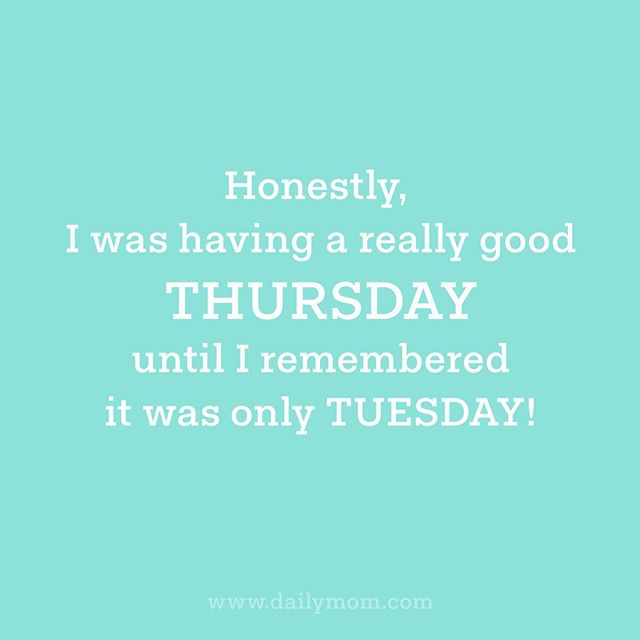 Honestly,
I was having a really good
THURSDAY
until I remembered
it was only TUESDAY!
www.dailymom.com